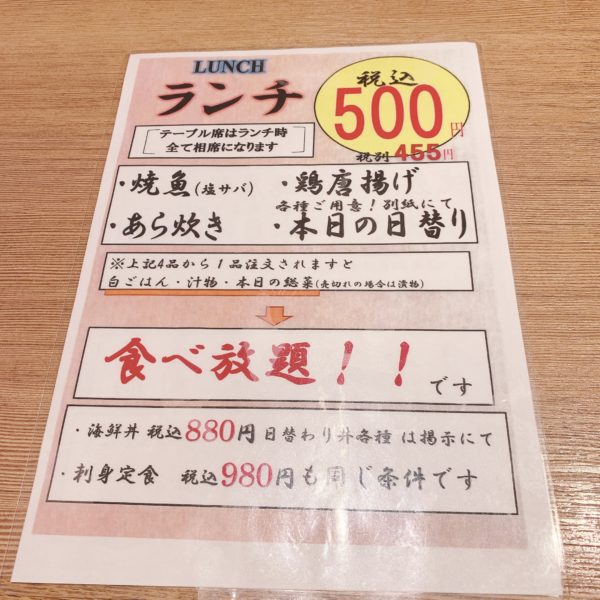 LUNCH
ランチ
税込
500円
税別 455円
テーブル席はランチ時
全て相席になります
・焼魚(塩サバ)
・鶏唐揚げ
各種ご用意！別紙にて
・あら炊き
・本日の日替り
※上記4品から1品注文されますと
白ごはん・汁物・本日の総菜(売切れの場合は漬物)
食べ放題！！です
・海鮮丼 税込880円日替わり丼各種 は掲示にて
・刺身定食 税込980円も同じ条件です